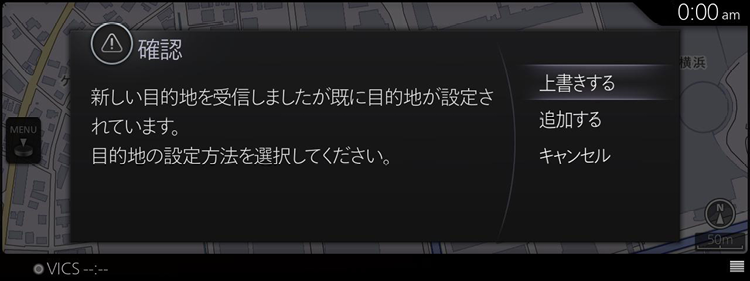 0:00 am
確認
新しい目的地を受信しましたが既に目的地が設定さ
れています。
目的地の設定方法を選択してください。
上書きする
追加する
キャンセル
横浜
MENU
N
50m
VICS --:--